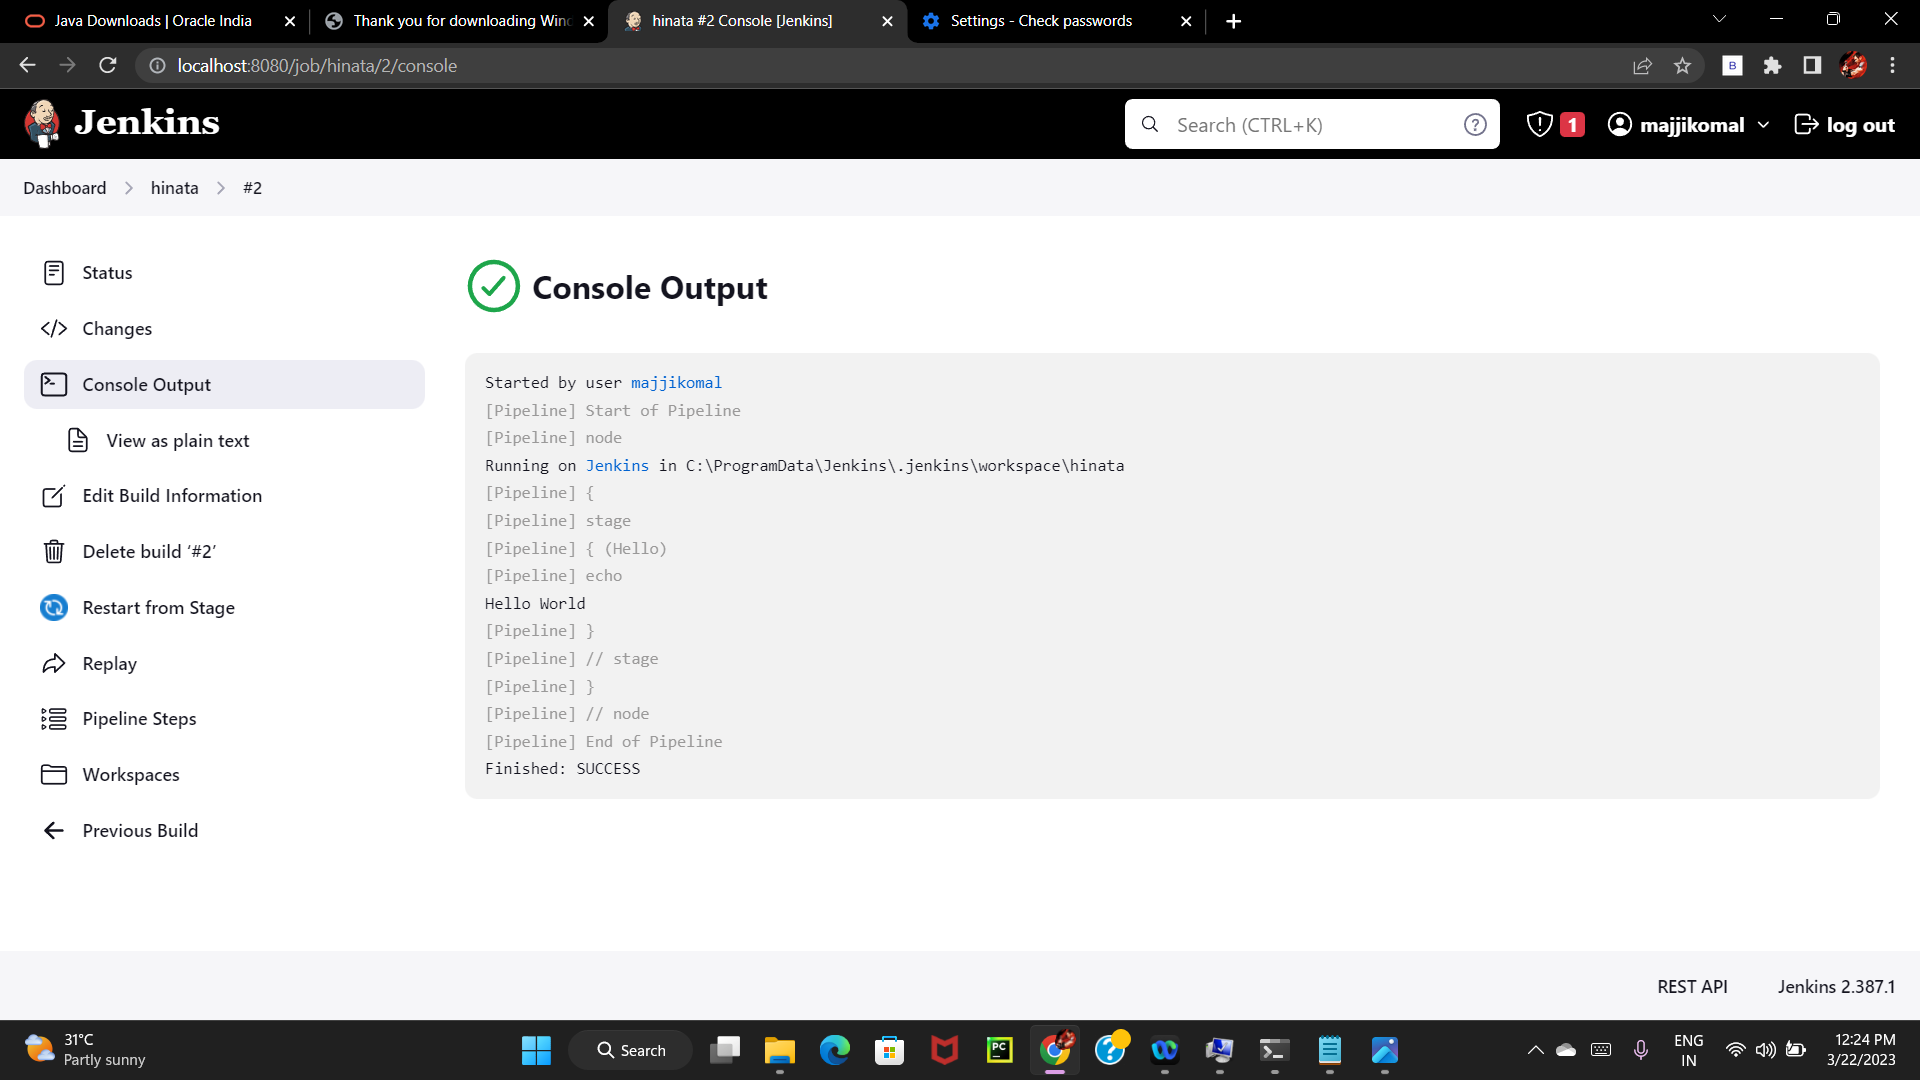 Java Downloads | Oracle India
Thank you for downloading Winc
hinata #2 Console [Jenkins]
Settings - Check passwords
localhost:8080/job/hinata/2/console
B
Jenkins
Search (CTRL+K)
?
1
majjikomal
log out
Dashboard
hinata
#2
Status
Changes
Console Output
View as plain text
Edit Build Information
Delete build ‘#2’
Restart from Stage
Replay
Pipeline Steps
Workspaces
Previous Build
Console Output
Started by user majjikomal
[Pipeline] Start of Pipeline
[Pipeline] node
Running on Jenkins in C:\ProgramData\Jenkins\.jenkins\workspace\hinata
[Pipeline] {
[Pipeline] stage
[Pipeline] { (Hello)
[Pipeline] echo
Hello World
[Pipeline] }
[Pipeline] // stage
[Pipeline] }
[Pipeline] // node
[Pipeline] End of Pipeline
Finished: SUCCESS
REST API
Jenkins 2.387.1
31°C
Partly sunny
Search
PC
ENG
IN
12:24 PM
3/22/2023